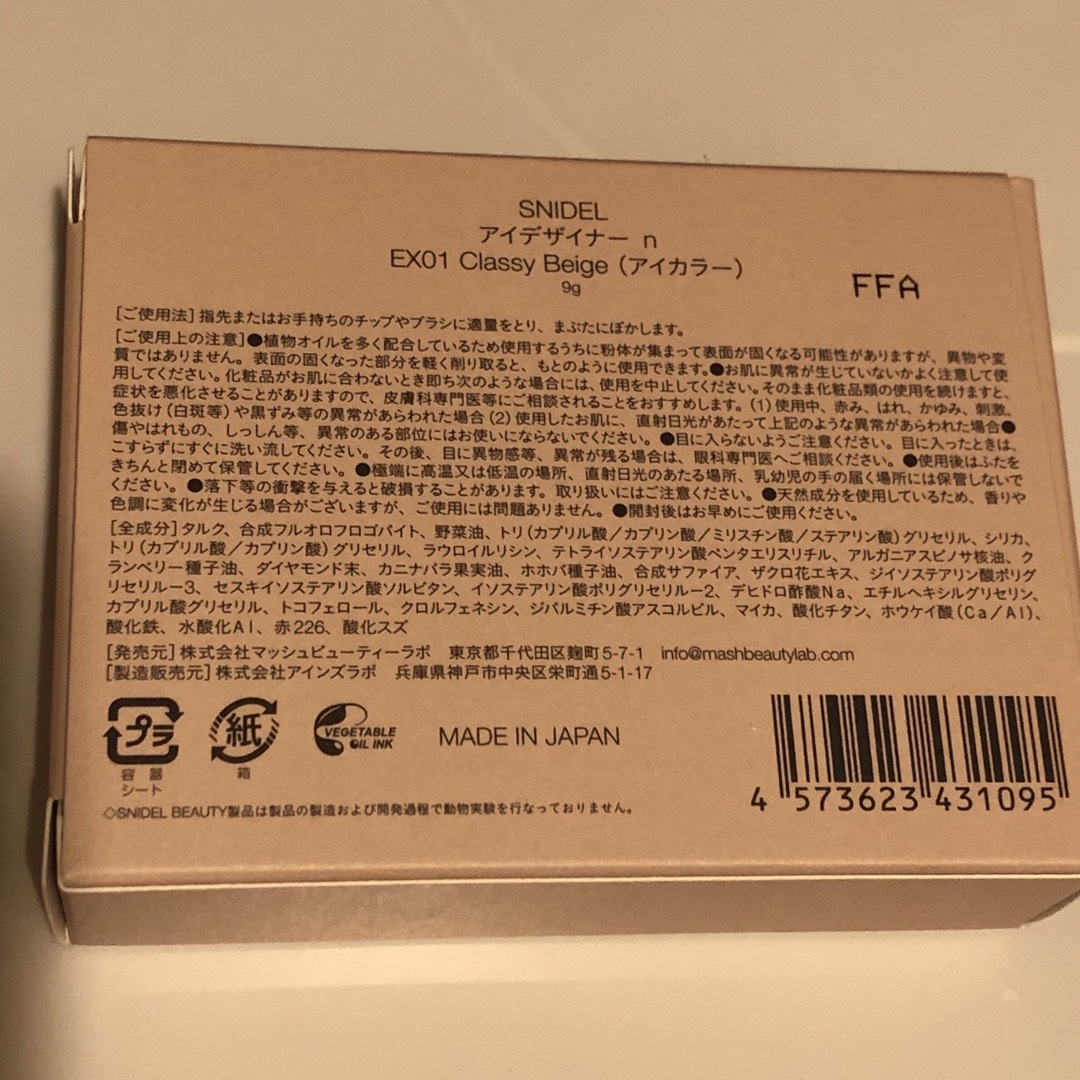 SNIDEL
アイデザイナー n
EX01 Classy Beige（アイカラー）
9g
FFA
［ご使用法］指先またはお手持ちのチップやブラシに適量をとり、まぶたにぼかします。
［ご使用上の注意］●植物オイルを多く配合しているため使用するうちに粉体が集まって表面が固くなる可能性がありますが、異物や変
質ではありません。表面の固くなった部分を軽く削り取ると、もとのように使用できます。●お肌に異常が生じていないかよく注意して使
用してください。化粧品がお肌に合わないとき即ち次のような場合には、使用を中止してください。そのまま化粧品類の使用を続けますと、
症状を悪化させることがありますので、皮膚科専門医等にご相談されることをおすすめします。（1）使用中、赤み、はれ、かゆみ、刺激、
色抜け（白斑等）や黒ずみ等の異常があらわれた場合（2）使用したお肌に、直射日光があたって上記のような異常があらわれた場合●
傷やはれもの、しっしん等、異常のある部位にはお使いにならないでください。●目に入らないようご注意ください。目に入ったときは、
こすらずにすぐに洗い流してください。その後、目に異物感等、異常が残る場合は、眼科専門医へご相談ください。●使用後はふたを
きちんと閉めて保管してください。●極端に高温又は低温の場所、直射日光のあたる場所、乳幼児の手の届く場所には保管しないで
ください。●落下等の衝撃を与えると破損することがあります。取り扱いにはご注意ください。●天然成分を使用しているため、香りや
色調に変化が生じる場合がございますが、ご使用には問題ありません。●開封後はお早めにご使用ください。
［全成分］タルク、合成フルオロフロゴパイト、野菜油、トリ（カプリル酸／カプリン酸／ミリスチン酸／ステアリン酸）グリセリル、シリカ、
トリ（カプリル酸／カプリン酸）グリセリル、ラウロイルリシン、テトライソステアリン酸ペンタエリスリチル、アルガニアスピノサ核油、ク
ランベリー種子油、ダイヤモンド末、カニナバラ果実油、ホホバ種子油、合成サファイア、ザクロ花エキス、ジイソステアリン酸ポリグ
リセリル－3、セスキイソステアリン酸ソルビタン、イソステアリン酸ポリグリセリル－2、デヒドロ酢酸Na、エチルヘキシルグリセリン、
カプリル酸グリセリル、トコフェロール、クロルフェネシン、ジパルミチン酸アスコルビル、マイカ、酸化チタン、ホウケイ酸（Ca／Al）、
酸化鉄、水酸化Al、赤226、酸化スズ
［発売元］株式会社マッシュビューティーラボ 東京都千代田区麹町5-7-1 info@mashbeautylab.com
［製造販売元］株式会社アインズラボ 兵庫県神戸市中央区栄町通5-1-17
プラ
容器
シート
紙
箱
VEGETABLE
OIL INK
MADE IN JAPAN
4 573623 431095
◇SNIDEL BEAUTY製品は製品の製造および開発過程で動物実験を行なっておりません。